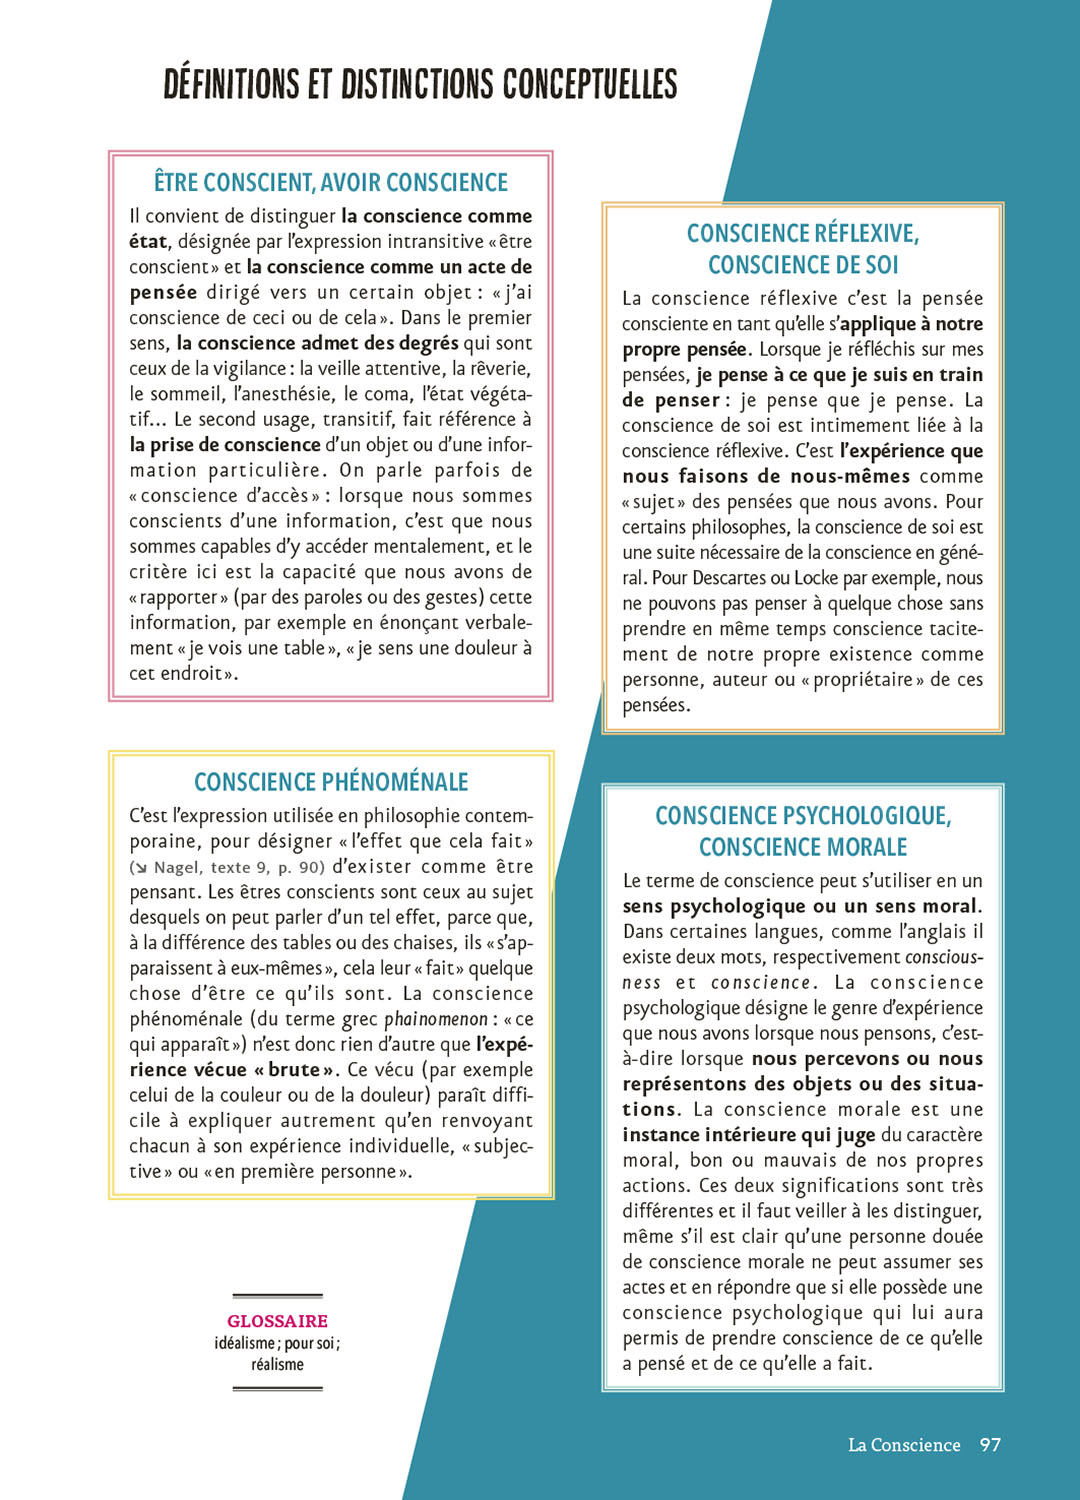 DÉFINITIONS ET DISTINCTIONS CONCEPTUELLES
ÊTRE CONSCIENT, AVOIR CONSCIENCE
Il convient de distinguer la conscience comme
état, désignée par l’expression intransitive « être
conscient » et la conscience comme un acte de
pensée dirigé vers un certain objet : « j’ai
conscience de ceci ou de cela ». Dans le premier
sens, la conscience admet des degrés qui sont
ceux de la vigilance : la veille attentive, la rêverie,
le sommeil, l’anesthésie, le coma, l’état végéta-
tif… Le second usage, transitif, fait référence à
la prise de conscience d’un objet ou d’une infor-
mation particulière. On parle parfois de
« conscience d’accès » : lorsque nous sommes
conscients d’une information, c’est que nous
sommes capables d’y accéder mentalement, et le
critère ici est la capacité que nous avons de
« rapporter » (par des paroles ou des gestes) cette
information, par exemple en énonçant verbale-
ment « je vois une table », « je sens une douleur à
cet endroit ».
CONSCIENCE PHÉNOMÉNALE
C’est l’expression utilisée en philosophie contem-
poraine, pour désigner « l’effet que cela fait »
(↘ Nagel, texte 9, p. 90) d’exister comme être
pensant. Les êtres conscients sont ceux au sujet
desquels on peut parler d’un tel effet, parce que,
à la différence des tables ou des chaises, ils « s’ap-
paraissent à eux-mêmes », cela leur « fait » quelque
chose d’être ce qu’ils sont. La conscience
phénoménale (du terme grec phainomenon : « ce
qui apparaît ») n’est donc rien d’autre que l’expé-
rience vécue « brute ». Ce vécu (par exemple
celui de la couleur ou de la douleur) paraît diffi-
cile à expliquer autrement qu’en renvoyant
chacun à son expérience individuelle, « subjec-
tive » ou « en première personne ».
GLOSSAIRE
idéalisme ; pour soi ;
réalisme
CONSCIENCE RÉFLEXIVE,
CONSCIENCE DE SOI
La conscience réflexive c’est la pensée
consciente en tant qu’elle s’applique à notre
propre pensée. Lorsque je réfléchis sur mes
pensées, je pense à ce que je suis en train
de penser : je pense que je pense. La
conscience de soi est intimement liée à la
conscience réflexive. C’est l’expérience que
nous faisons de nous-mêmes comme
« sujet » des pensées que nous avons. Pour
certains philosophes, la conscience de soi est
une suite nécessaire de la conscience en géné-
ral. Pour Descartes ou Locke par exemple, nous
ne pouvons pas penser à quelque chose sans
prendre en même temps conscience tacite-
ment de notre propre existence comme
personne, auteur ou « propriétaire » de ces
pensées.
CONSCIENCE PSYCHOLOGIQUE,
CONSCIENCE MORALE
Le terme de conscience peut s’utiliser en un
sens psychologique ou un sens moral.
Dans certaines langues, comme l’anglais il
existe deux mots, respectivement conscious-
ness et conscience. La conscience
psychologique désigne le genre d’expérience
que nous avons lorsque nous pensons, c’est-
à-dire lorsque nous percevons ou nous
représentons des objets ou des situa-
tions. La conscience morale est une
instance intérieure qui juge du caractère
moral, bon ou mauvais de nos propres
actions. Ces deux significations sont très
différentes et il faut veiller à les distinguer,
même s’il est clair qu’une personne douée
de conscience morale ne peut assumer ses
actes et en répondre que si elle possède une
conscience psychologique qui lui aura
permis de prendre conscience de ce qu’elle
a pensé et de ce qu’elle a fait.
La Conscience 97